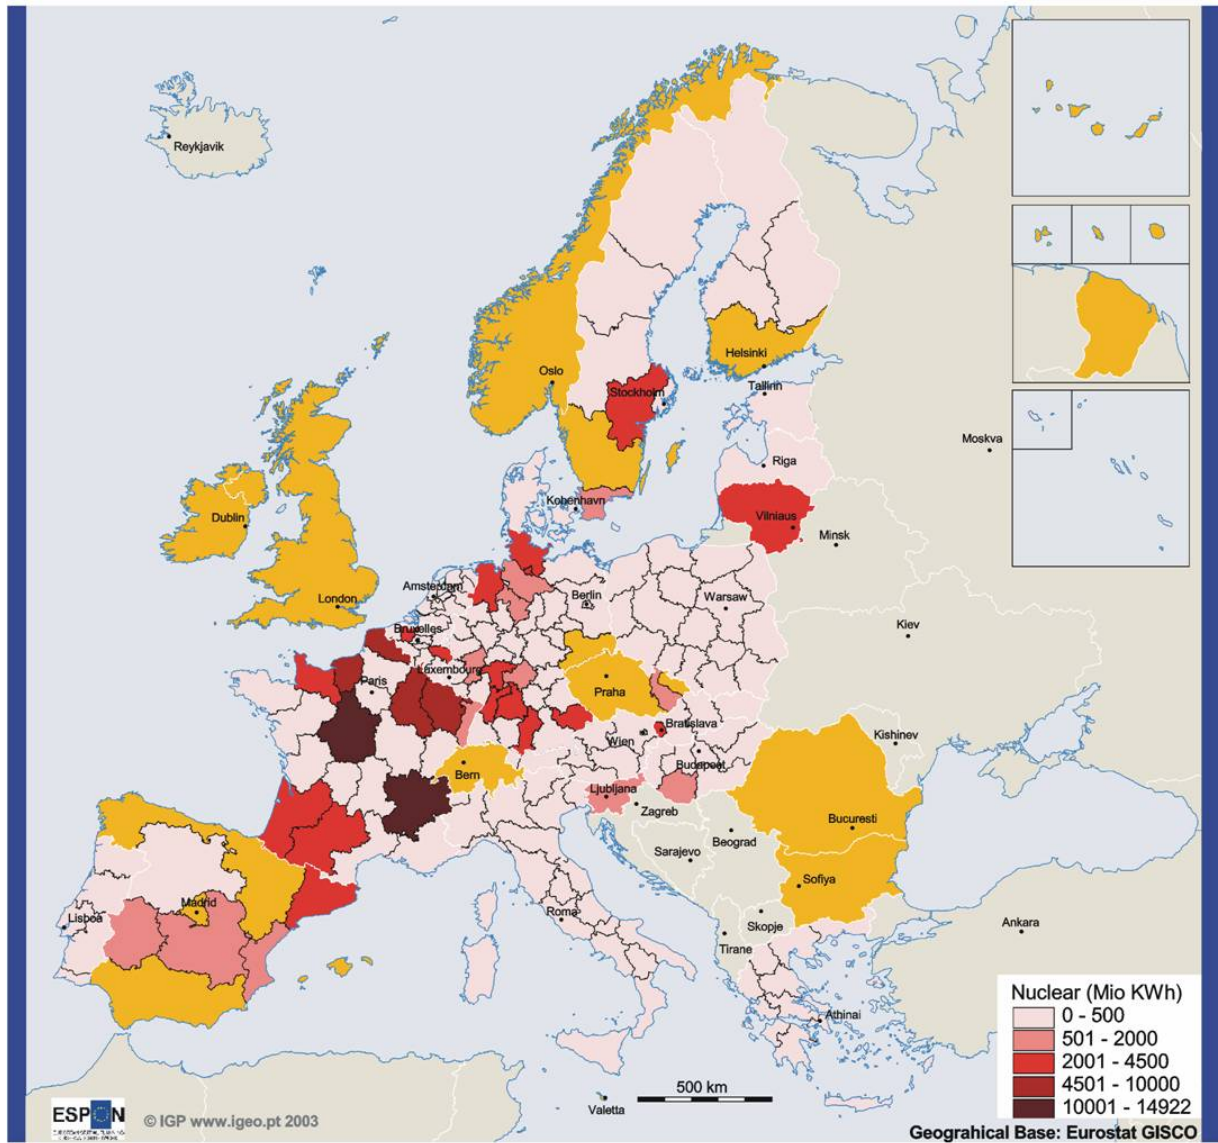 Reykjavik
Oslo
Helsinki
Stockholm
Tallinn
Moskva
Riga
Kobenhavn
Dublin
Vilniaus
Minsk
Amsterdam
Berlin
Warsaw
London
Bruxelles
Kiev
Luxembourg
Paris
Praha
Bratislava
Kishinev
Wien
Budapest
Bern
Ljubljana
Zagreb
Bucuresti
Beograd
Sarajevo
Sofiya
Madrid
Lisboa
Roma
Skopje
Ankara
Tirane
Athinai
Valetta
500 km
Nuclear (Mio KWh)
0 - 500
501 - 2000
2001 - 4500
4501 - 10000
10001 - 14922
ESPON
© IGP www.igeo.pt 2003
Geograhical Base: Eurostat GISCO